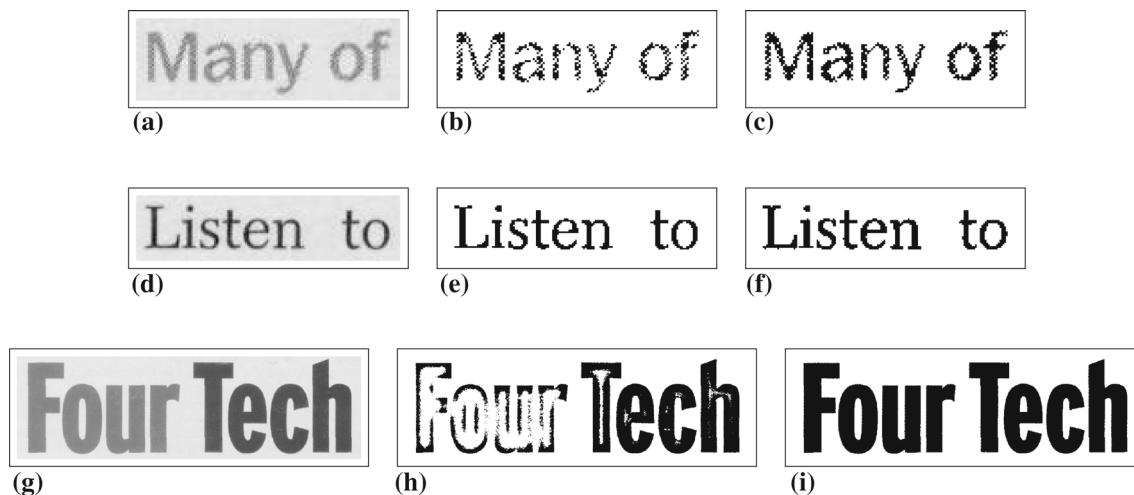 Many of Many of Many of
(a) (b) (c)
Listen to Listen to Listen to
(d) (e) (f)
Four Tech Four Tech Four Tech
(g) (h) (i)